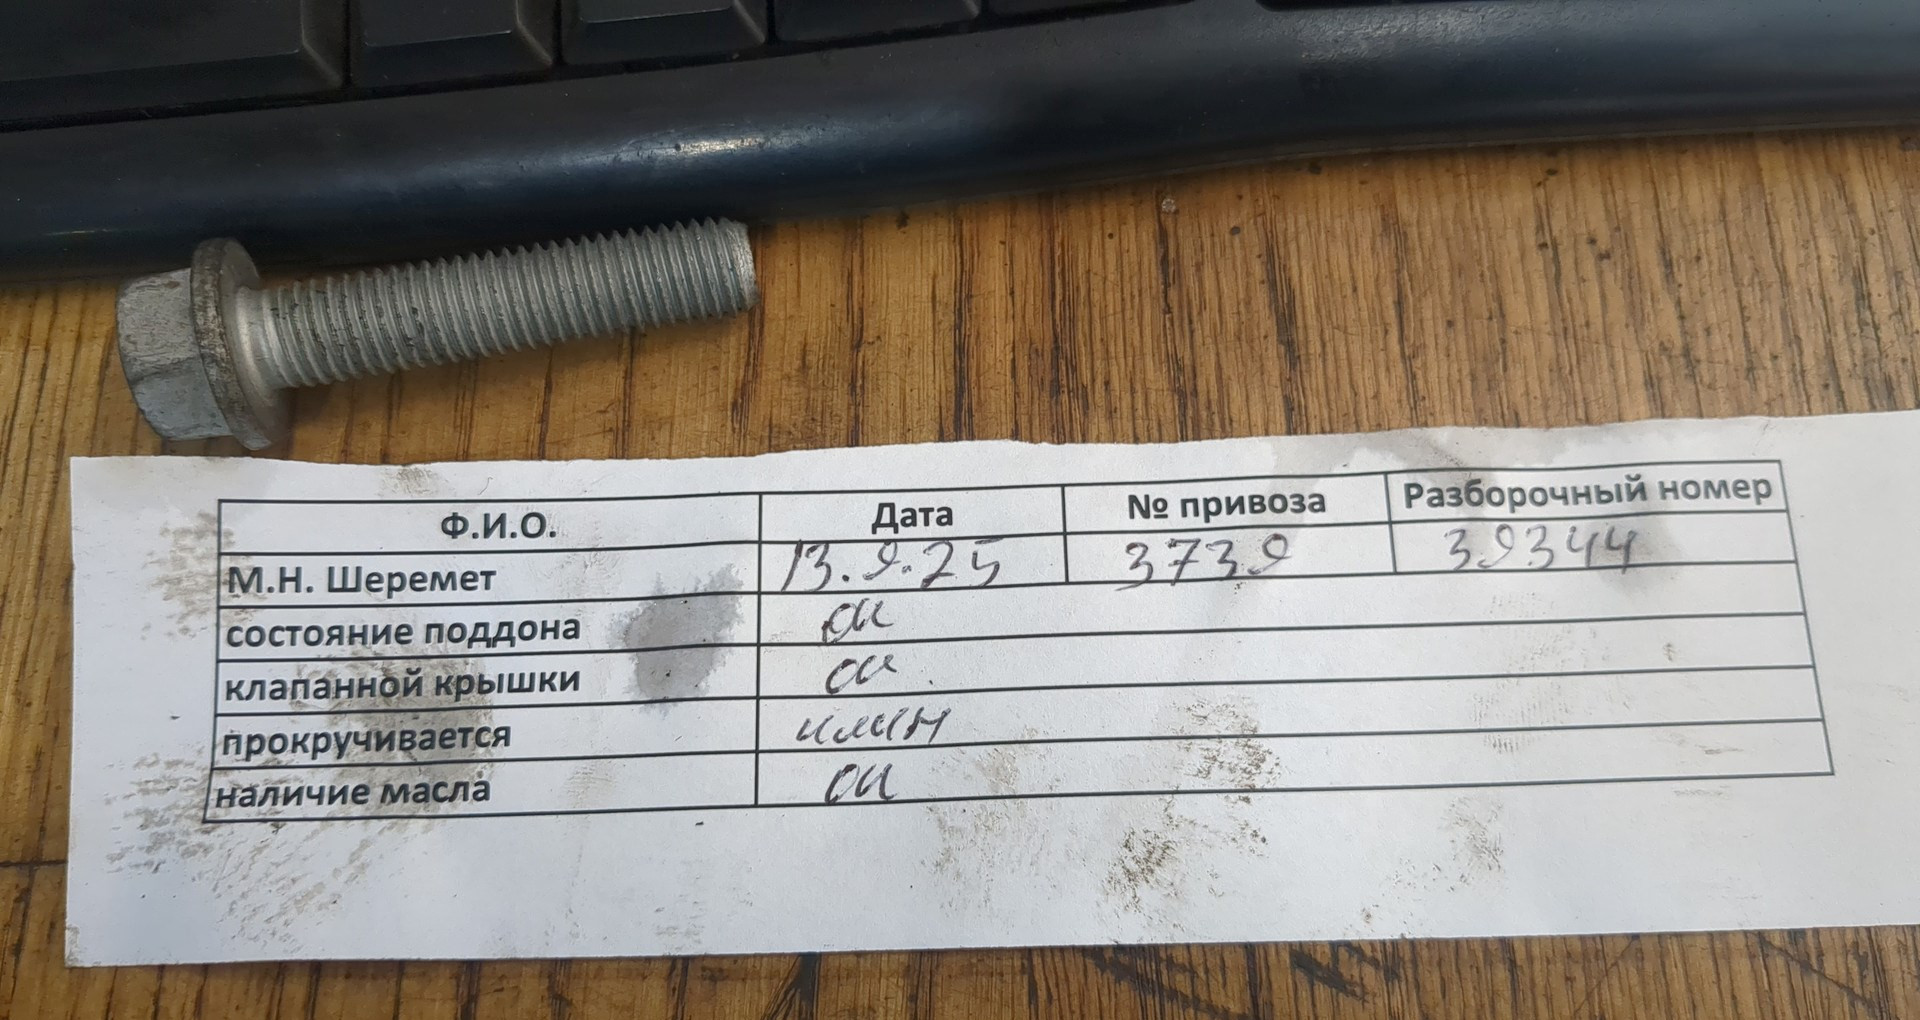 Ф.И.О. Дата № привоза Разборочный номер
М.Н. Шеремет 13.9.25 3739 39344
состояние поддона ок
клапанной крышки ок
прокручивается
наличие масла ок